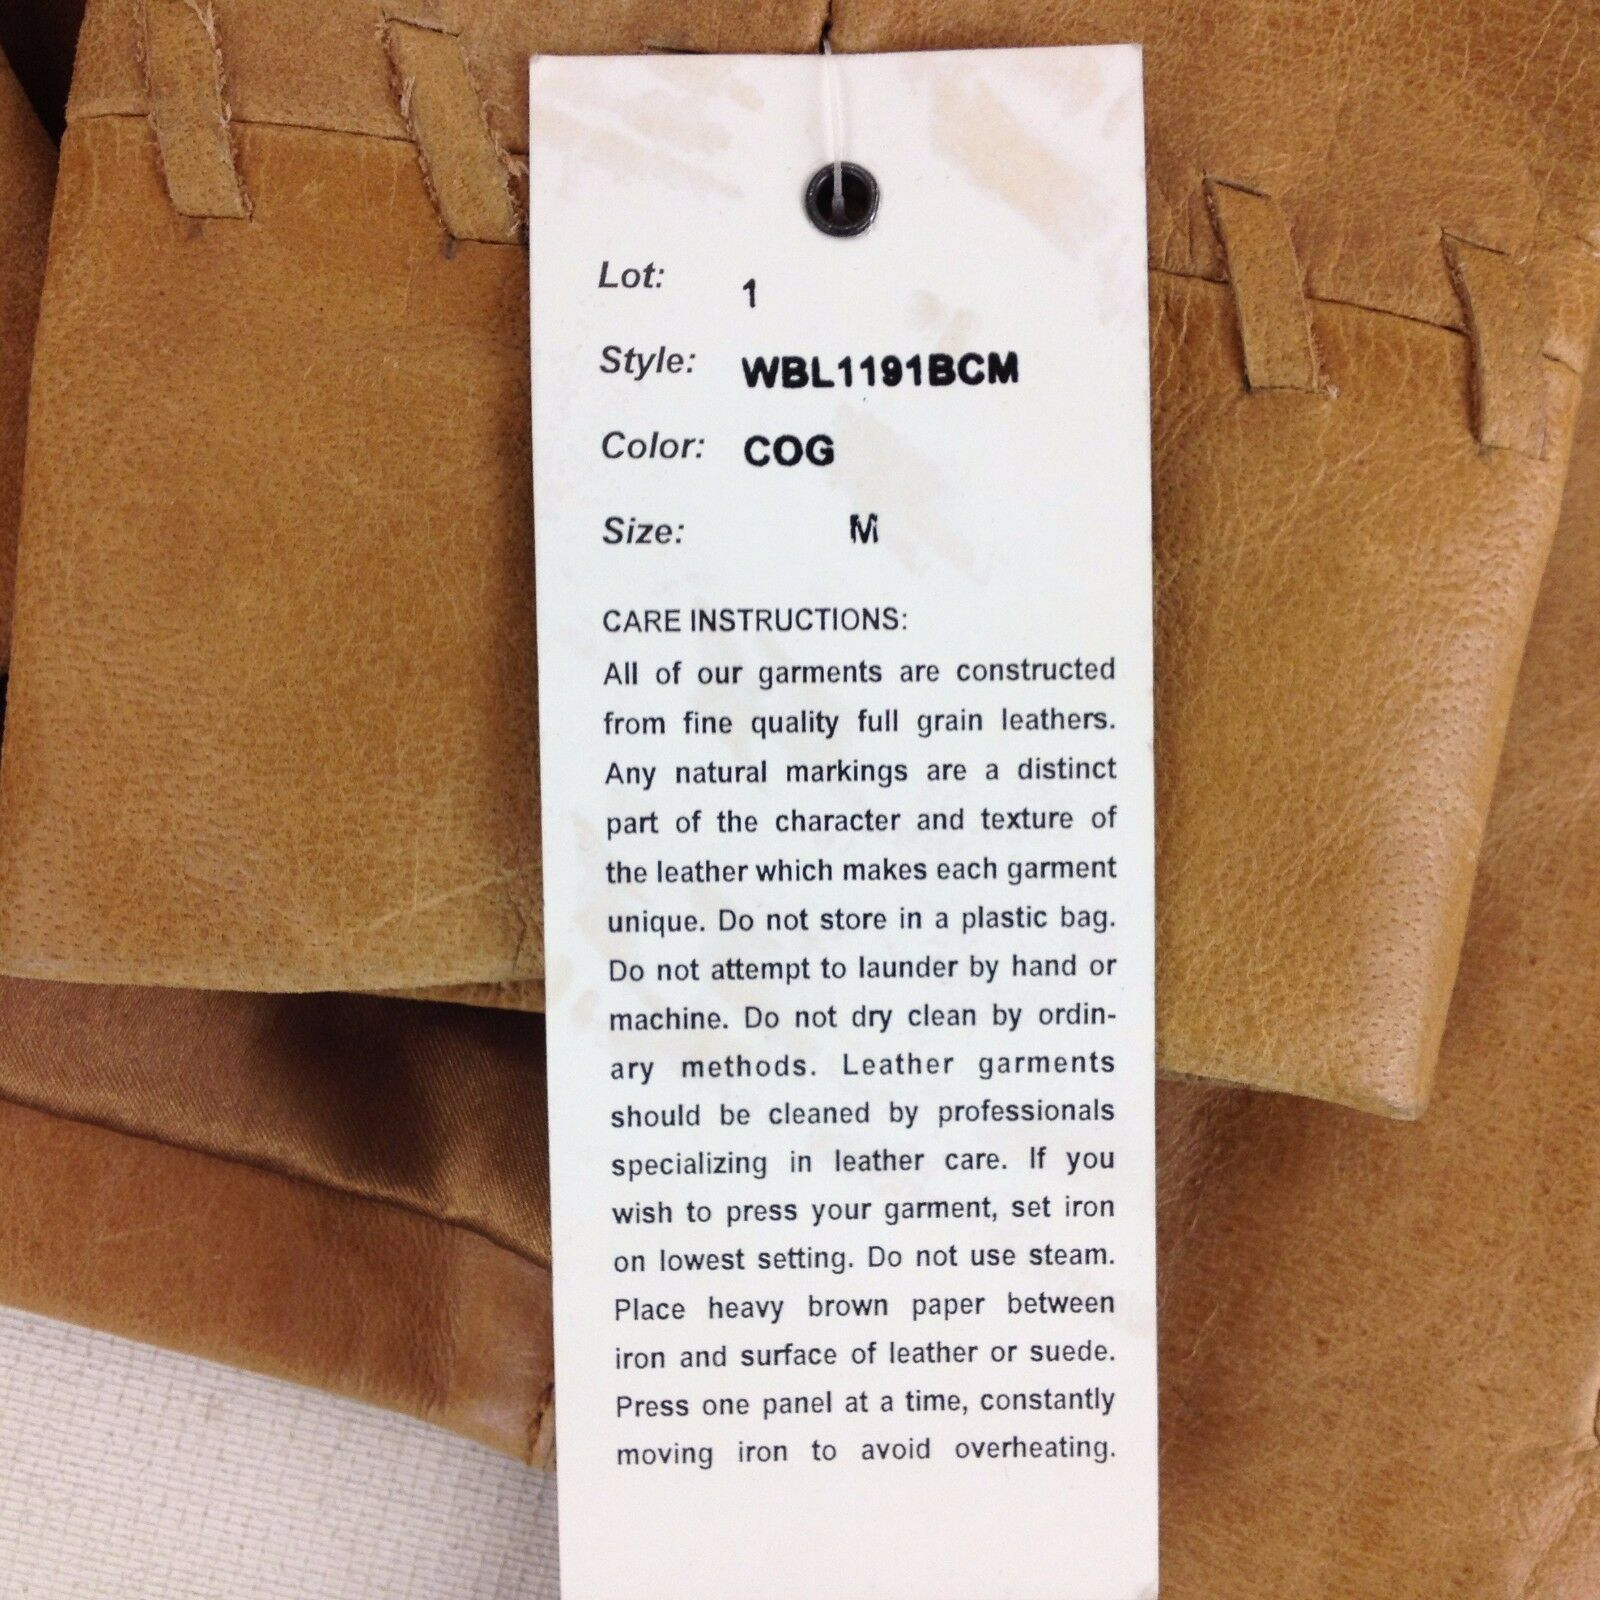 Lot: 1
Style: WBL1191BCM
Color: COG
Size: M
CARE INSTRUCTIONS:
All of our garments are constructed
from fine quality full grain leathers.
Any natural markings are a distinct
part of the character and texture of
the leather which makes each garment
unique. Do not store in a plastic bag.
Do not attempt to launder by hand or
machine. Do not dry clean by ordin-
ary methods. Leather garments
should be cleaned by professionals
specializing in leather care. If you
wish to press your garment, set iron
on lowest setting. Do not use steam.
Place heavy brown paper between
iron and surface of leather or suede.
Press one panel at a time, constantly
moving iron to avoid overheating.